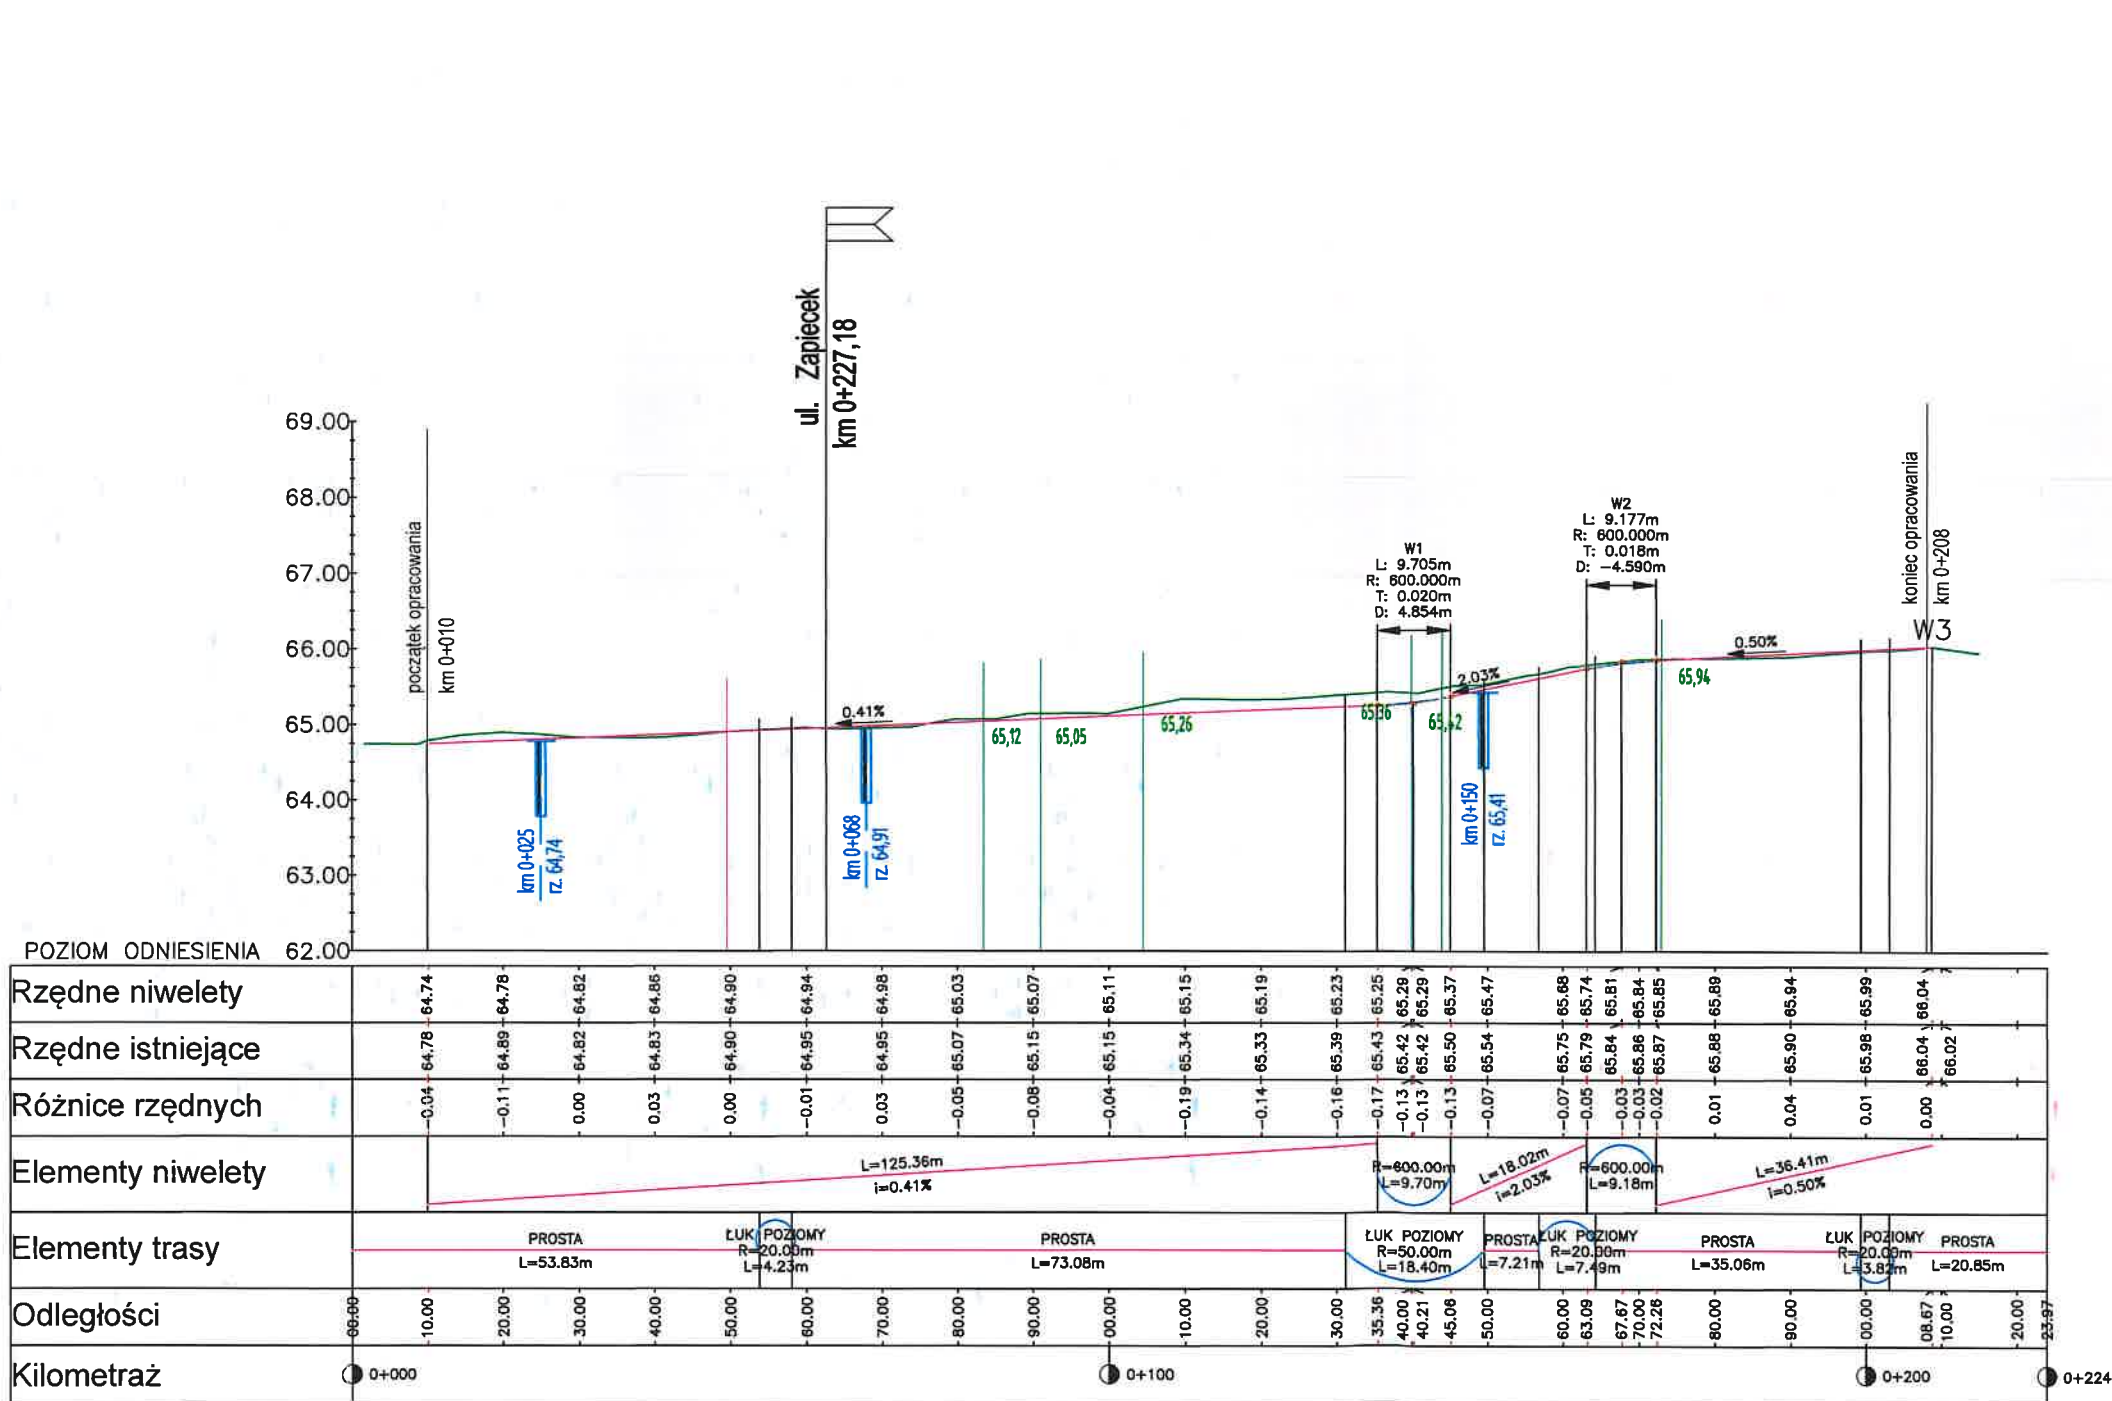 ul. Zapiecek
km 0+227,18
69.00
68.00
67.00
66.00
65.00
64.00
63.00
POZIOM ODNIESIENIA 62.00
początek opracowania
km 0+010
koniec opracowania
km 0+208
W3
W1
L: 9.705m
R: 600.000m
T: 0.020m
D: 4.854m
W2
L: 9.177m
R: 600.000m
T: 0.018m
D: -4.590m
0.41%
2.03%
0.50%
65,12
65,05
65,26
65,36
65,42
65,94
km 0+025
rz. 64,74
km 0+068
rz. 64,91
km 0+150
rz. 65,41
Rzędne niwelety 64.74 64.78 64.82 64.86 64.90 64.94 64.98 65.03 65.07 65.11 65.15 65.19 65.23 65.25 65.29 65.29 65.37 65.47 65.68 65.74 65.81 65.84 65.85 65.89 65.94 65.99 66.04
Rzędne istniejące 64.78 64.89 64.82 64.83 64.90 64.95 64.95 65.07 65.15 65.15 65.34 65.33 65.39 65.43 65.42 65.42 65.50 65.54 65.75 65.79 65.84 65.86 65.87 65.88 65.90 65.98 66.04 66.02
Różnice rzędnych -0.04 -0.11 0.00 0.03 0.00 -0.01 0.03 -0.05 -0.08 -0.04 -0.19 -0.14 -0.16 -0.17 -0.13 -0.13 -0.13 -0.07 -0.07 -0.05 -0.03 -0.03 -0.02 0.01 0.04 0.01 0.00
Elementy niwelety
L=125.36m
i=0.41%
R=600.00m
L=9.70m
L=18.02m
i=2.03%
R=600.00m
L=9.18m
L=36.41m
i=0.50%
Elementy trasy
PROSTA
L=53.83m
ŁUK POZIOMY
R=20.00m
L=4.23m
PROSTA
L=73.08m
ŁUK POZIOMY
R=50.00m
L=18.40m
PROSTA
L=7.21m
ŁUK POZIOMY
R=20.00m
L=7.49m
PROSTA
L=35.06m
ŁUK POZIOMY
R=20.00m
L=3.82m
PROSTA
L=20.85m
Odległości 00.00 10.00 20.00 30.00 40.00 50.00 60.00 70.00 80.00 90.00 00.00 10.00 20.00 30.00 35.36 40.00 40.21 45.06 50.00 60.00 63.09 67.67 70.00 72.26 80.00 90.00 00.00 08.67 10.00 20.00 23.97
Kilometraż 0+000 0+100 0+200 0+224